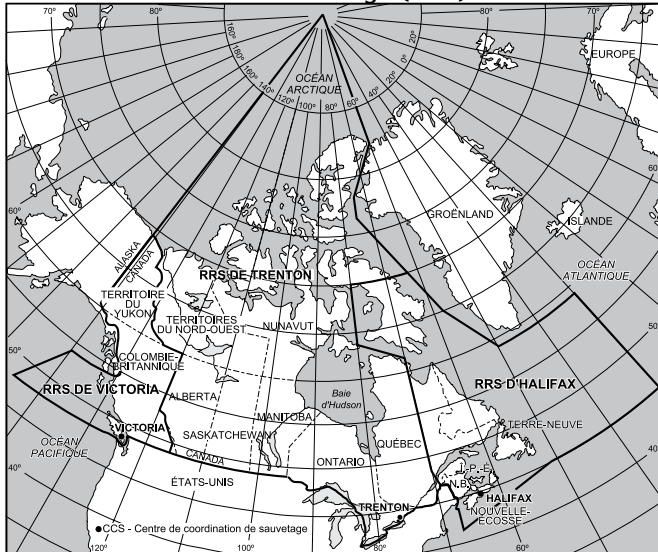 70°
80°
70°
160°
160°
140°
120°
100°
80°
60°
40°
20°
0°
20°
EUROPE
OCÉAN
ARCTIQUE
60°
60°
GROËNLAND
ISLANDE
OCÉAN
ATLANTIQUE
ALASKA
CANADA
RRS DE TRENTON
TERRITOIRE
DU
YUKON
TERRITOIRES
DU NORD-OUEST
NUNAVUT
50°
50°
COLOMBIE-
BRITANNIQUE
RRS DE VICTORIA
ALBERTA
Baie
d'Hudson
RRS D'HALIFAX
MANITOBA
VICTORIA
SASKATCHEWAN
TERRE-NEUVE
OCÉAN
PACIFIQUE
QUÉBEC
CANADA
ONTARIO
40°
40°
Î.-P.-É.
N.B.
ÉTATS-UNIS
TRENTON
HALIFAX
NOUVELLE-
ECOSSE
CCS - Centre de coordination de sauvetage
120°
100°
80°
60°